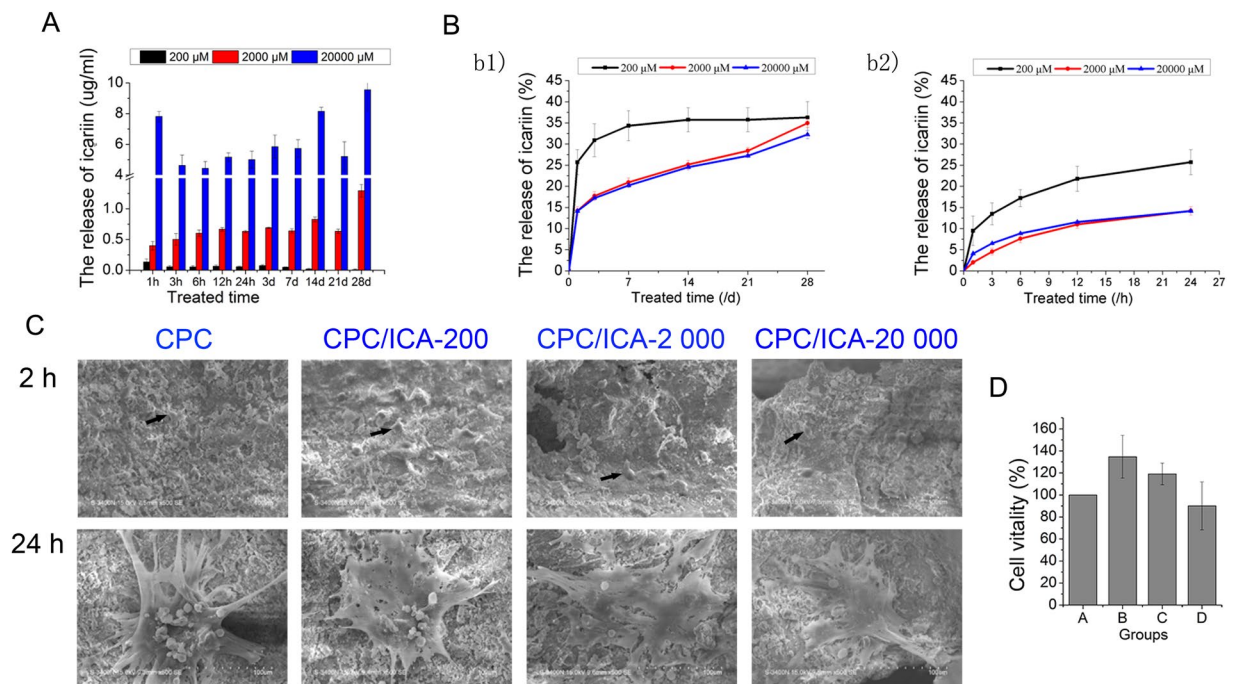 A
200 μM 2000 μM 20000 μM
The release of icariin (ug/ml)
10
8
6
4
1.0
0.5
0.0
1h 3h 6h 12h 24h 3d 7d 14d 21d 28d
Treated time
B
b1)
200 μM 2000 μM 20000 μM
The release of icariin (%)
45
40
35
30
25
20
15
10
5
0
0 7 14 21 28
Treated time (/d)
b2)
200 μM 2000 μM 20000 μM
The release of icariin (%)
45
40
35
30
25
20
15
10
5
0
0 3 6 9 12 15 18 21 24 27
Treated time (/h)
C
CPC CPC/ICA-200 CPC/ICA-2 000 CPC/ICA-20 000
2 h
24 h
100um
D
Cell vitality (%)
160
140
120
100
80
60
40
20
0
A B C D
Groups